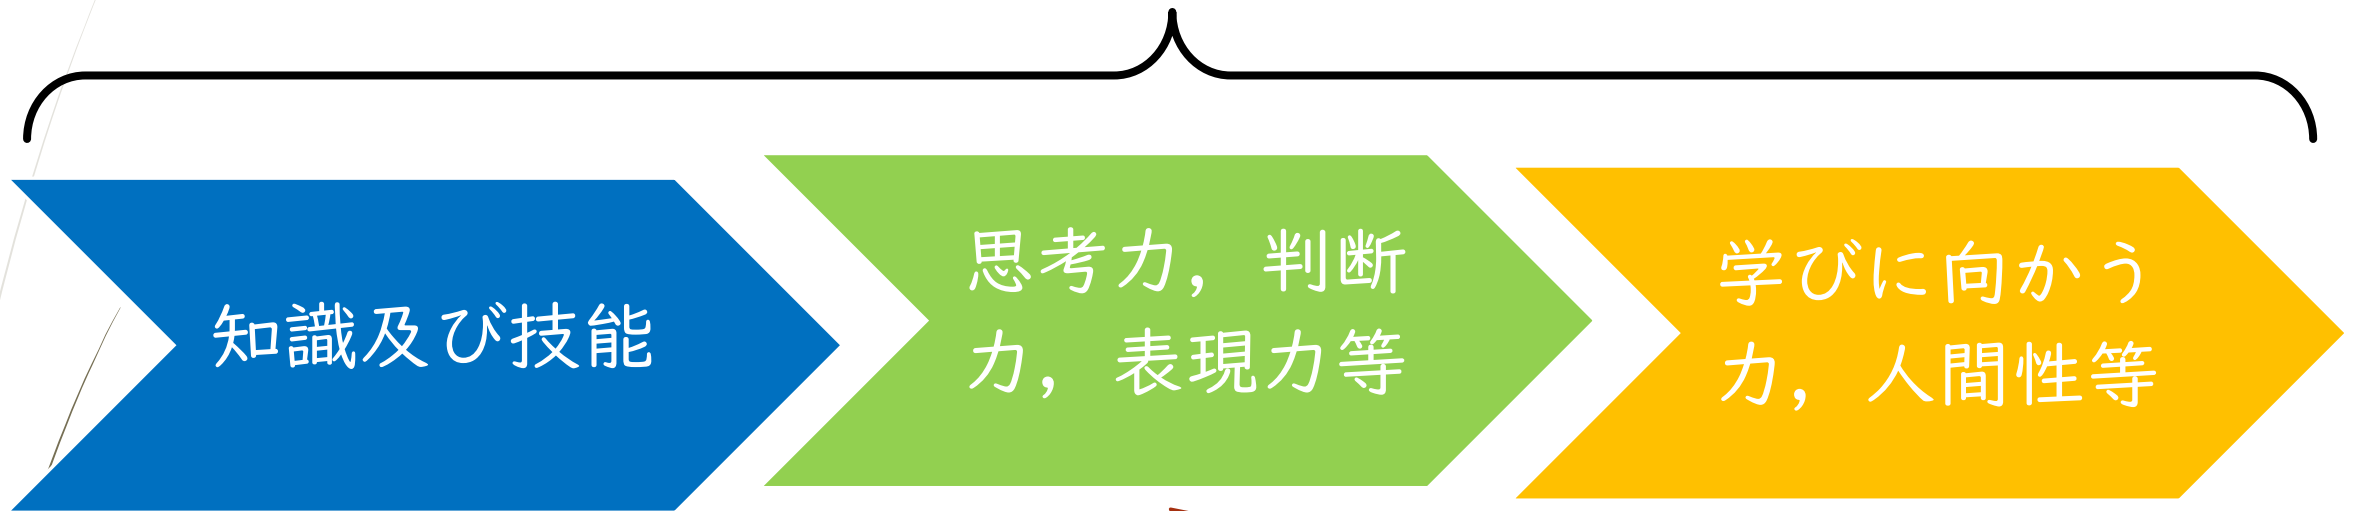 知識及び技能
思考力，判断
力，表現力等
学びに向かう
力，人間性等